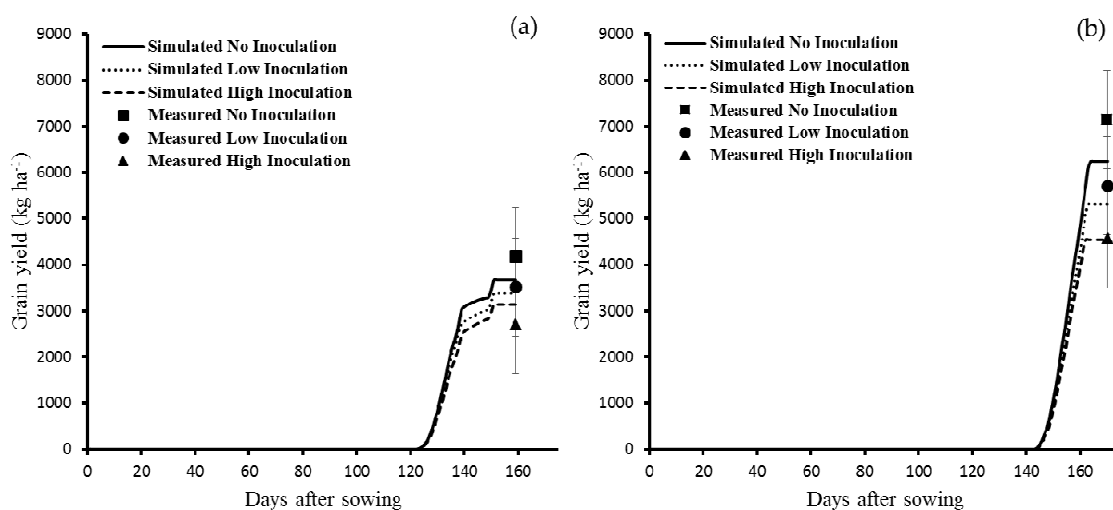 (a)
Simulated No Inoculation
Simulated Low Inoculation
Simulated High Inoculation
Measured No Inoculation
Measured Low Inoculation
Measured High Inoculation
Grain yield (kg ha⁻¹)
9000
8000
7000
6000
5000
4000
3000
2000
1000
0
0 20 40 60 80 100 120 140 160
Days after sowing
(b)
Simulated No Inoculation
Simulated Low Inoculation
Simulated High Inoculation
Measured No Inoculation
Measured Low Inoculation
Measured High Inoculation
Grain yield (kg ha⁻¹)
9000
8000
7000
6000
5000
4000
3000
2000
1000
0
0 20 40 60 80 100 120 140 160
Days after sowing